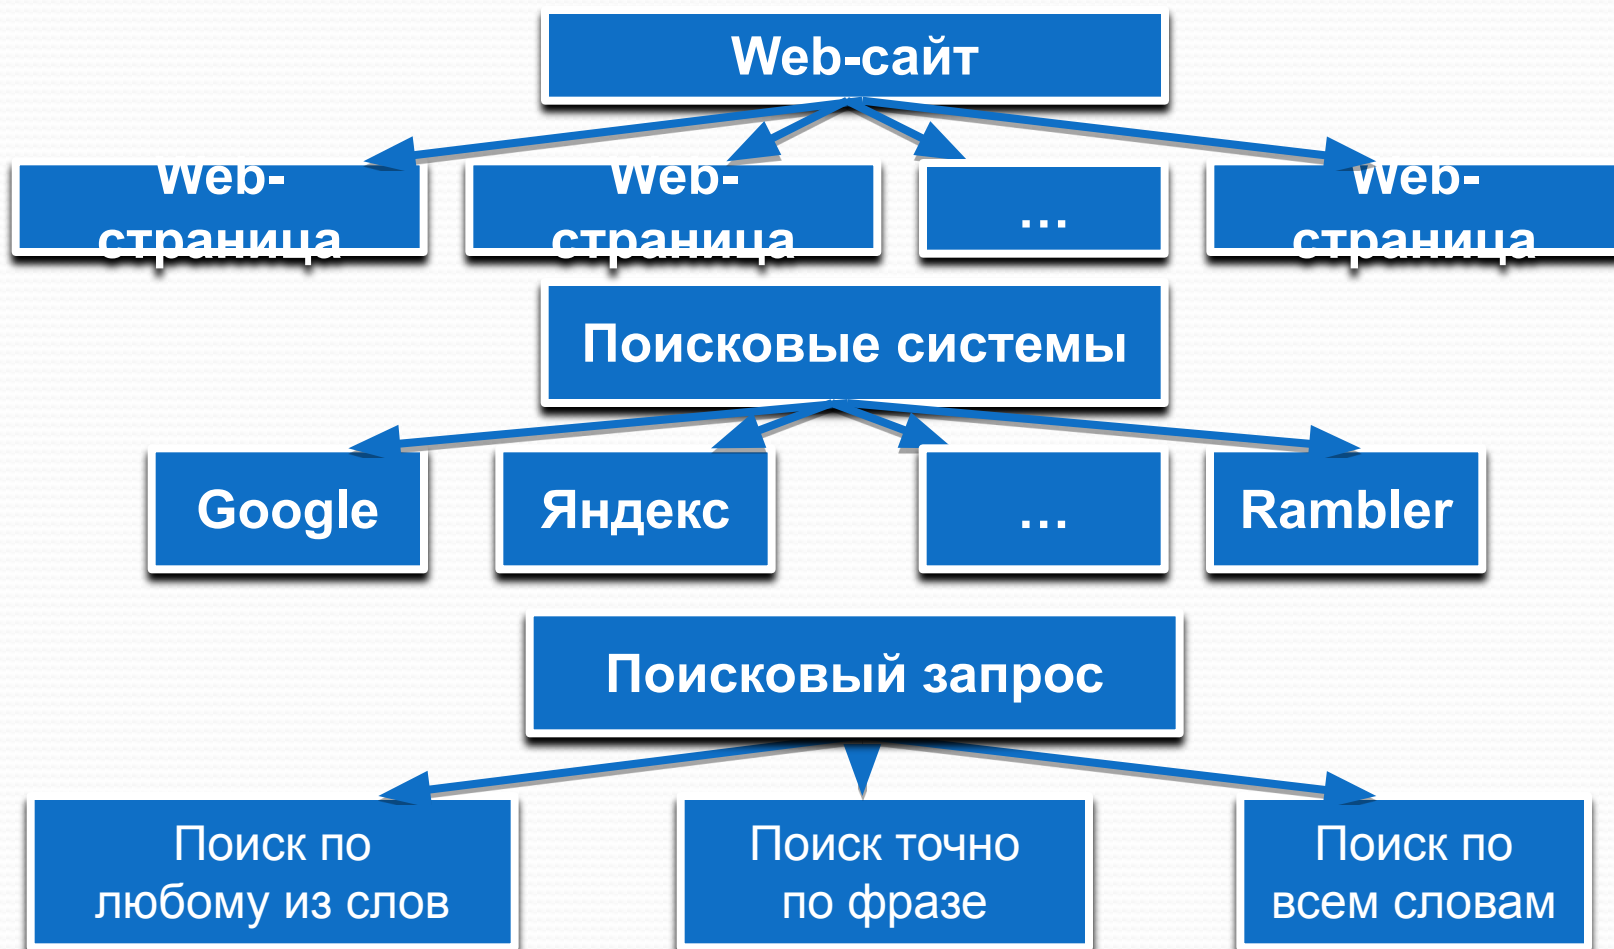 Web-сайт
Web-
страница
Web-
страница
…
Web-
страница
Поисковые системы
Google
Яндекс
…
Rambler
Поисковый запрос
Поиск по
любому из слов
Поиск точно
по фразе
Поиск по
всем словам